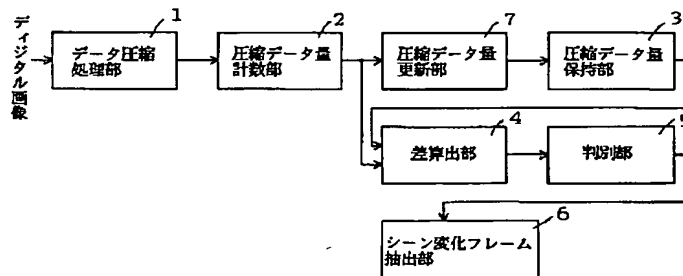 ディジタル画像
1
データ圧縮
処理部
2
圧縮データ量
計数部
7
圧縮データ量
更新部
3
圧縮データ量
保持部
4
差算出部
5
判別部
6
シーン変化フレーム
抽出部